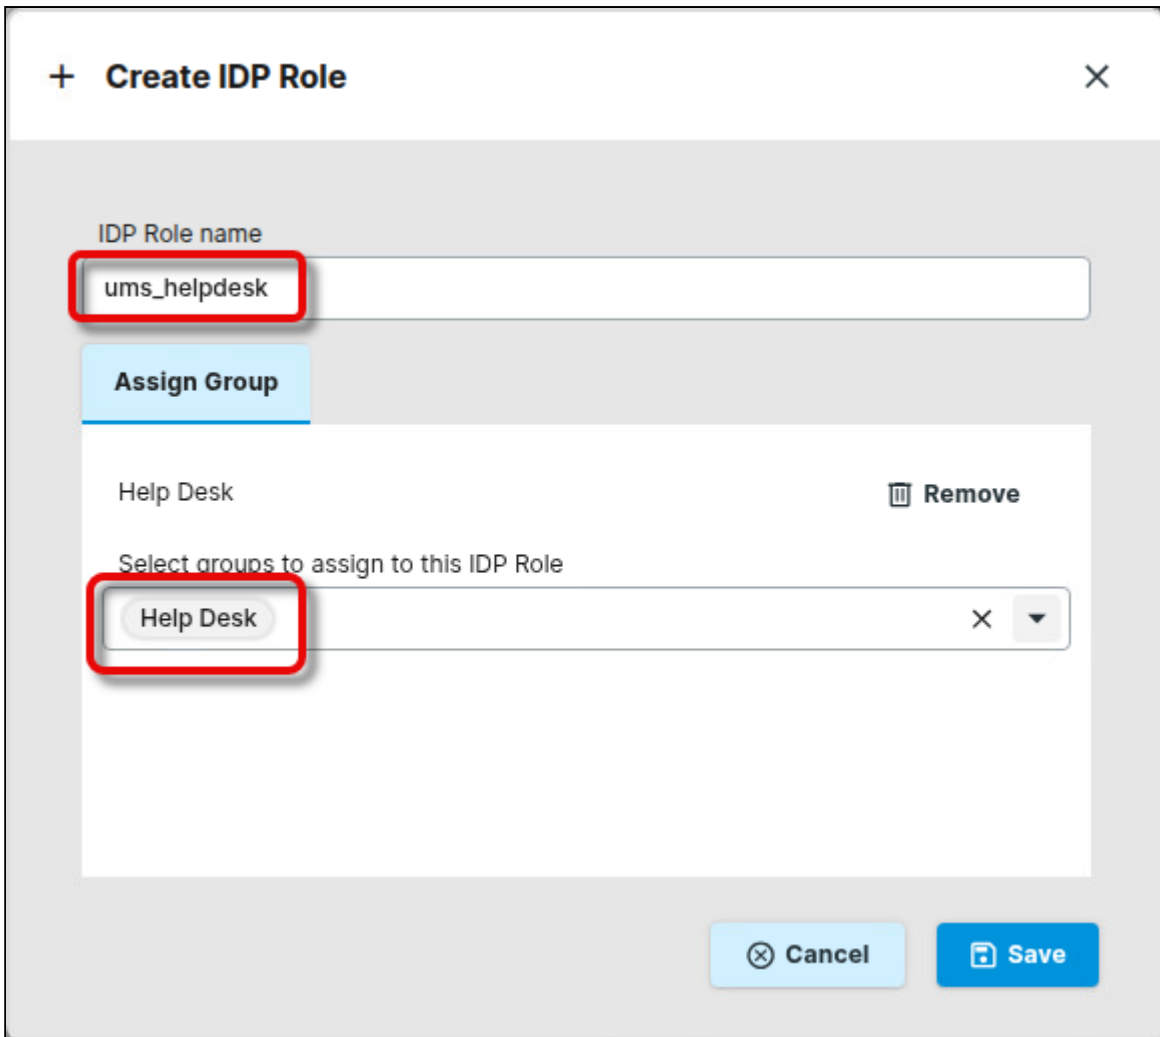 Create IDP Role
IDP Role name
ums_helpdesk
Assign Group
Help Desk Remove
Select groups to assign to this IDP Role
Help Desk
Cancel Save